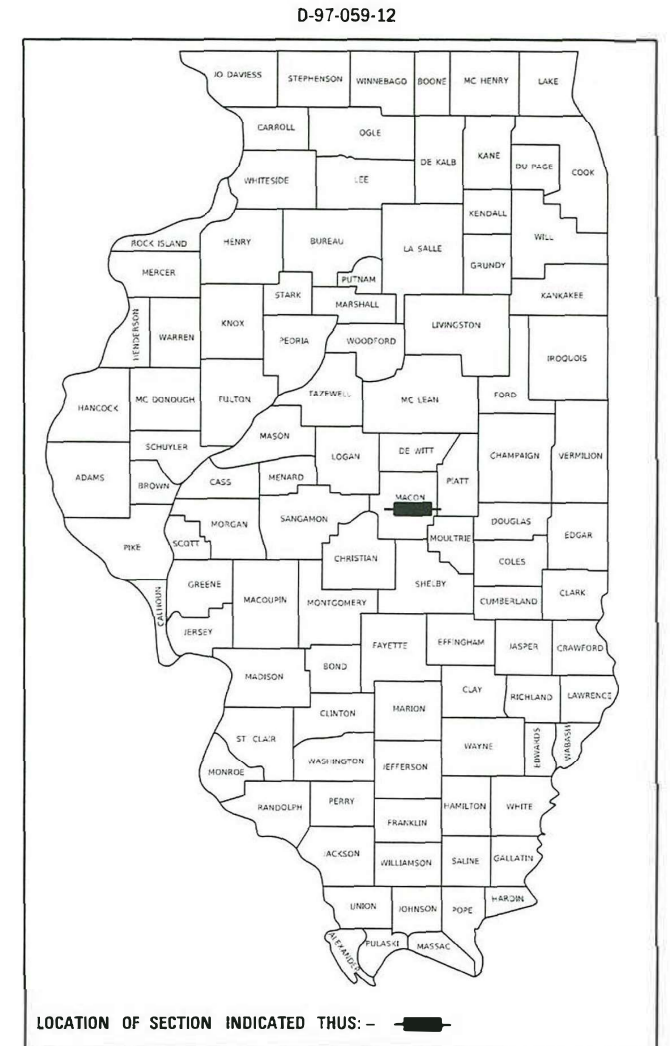 D-97-059-12
JO DAVIESS STEPHENSON WINNEBAGO BOONE MC HENRY LAKE
CARROLL OGLE
DE KALB KANE DU PAGE COOK
WHITESIDE LEE
KENDALL
ROCK ISLAND HENRY BUREAU LA SALLE WILL
GRUNDY
MERCER PUTNAM
STARK MARSHALL KANKAKEE
HENDERSON WARREN KNOX PEORIA WOODFORD LIVINGSTON
IROQUOIS
HANCOCK MC DONOUGH FULTON TAZEWELL MC LEAN FORD
MASON
SCHUYLER LOGAN DE WITT CHAMPAIGN VERMILION
ADAMS BROWN CASS MENARD PIATT
MACON
MORGAN SANGAMON DOUGLAS
PIKE SCOTT MOULTRIE EDGAR
CHRISTIAN COLES
GREENE SHELBY
CALHOUN MACOUPIN MONTGOMERY CUMBERLAND CLARK
JERSEY
FAYETTE EFFINGHAM JASPER CRAWFORD
MADISON BOND
CLAY RICHLAND LAWRENCE
CLINTON MARION
ST CLAIR WAYNE EDWARDS WABASH
WASHINGTON JEFFERSON
MONROE
RANDOLPH PERRY HAMILTON WHITE
FRANKLIN
JACKSON WILLIAMSON SALINE GALLATIN
UNION JOHNSON POPE HARDIN
ALEXANDER PULASKI MASSAC
LOCATION OF SECTION INDICATED THUS: -